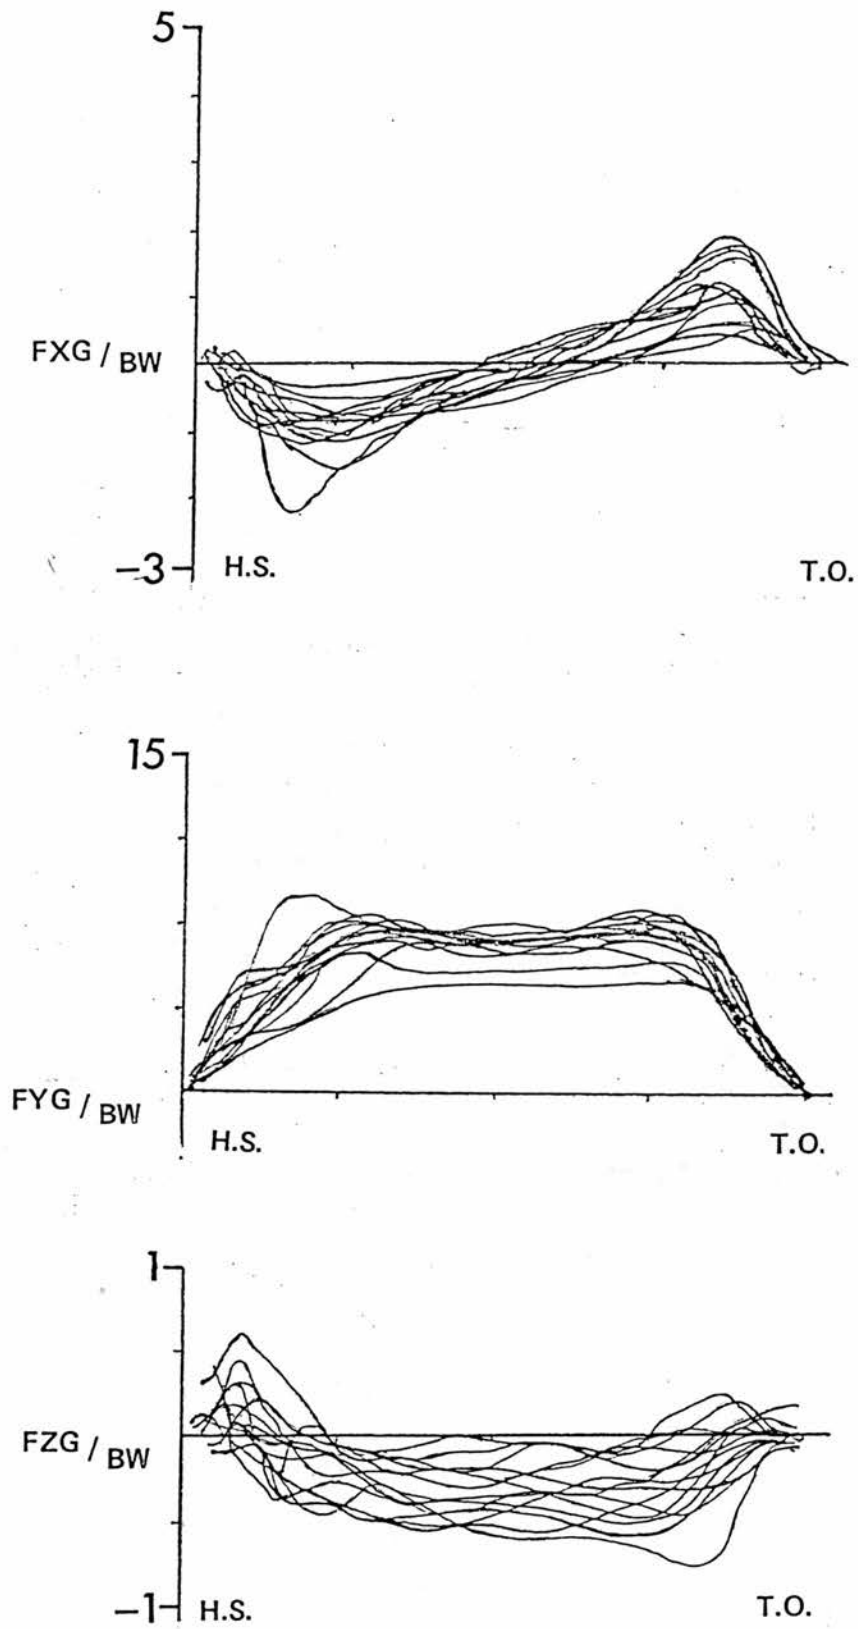 5
FXG / BW
-3
H.S.
T.O.
15
FYG / BW
H.S.
T.O.
1
FZG / BW
-1
H.S.
T.O.